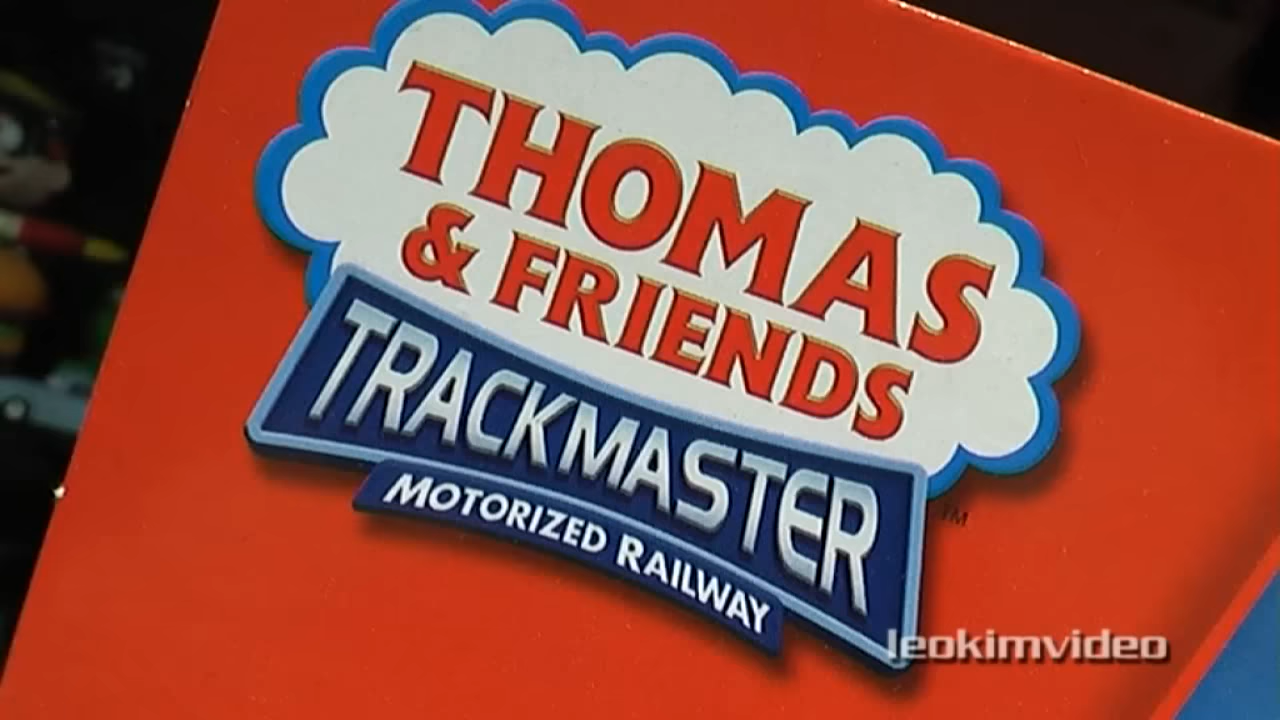 THOMAS
& FRIENDS
TRACKMASTER
MOTORIZED RAILWAY
TM
leokimvideo